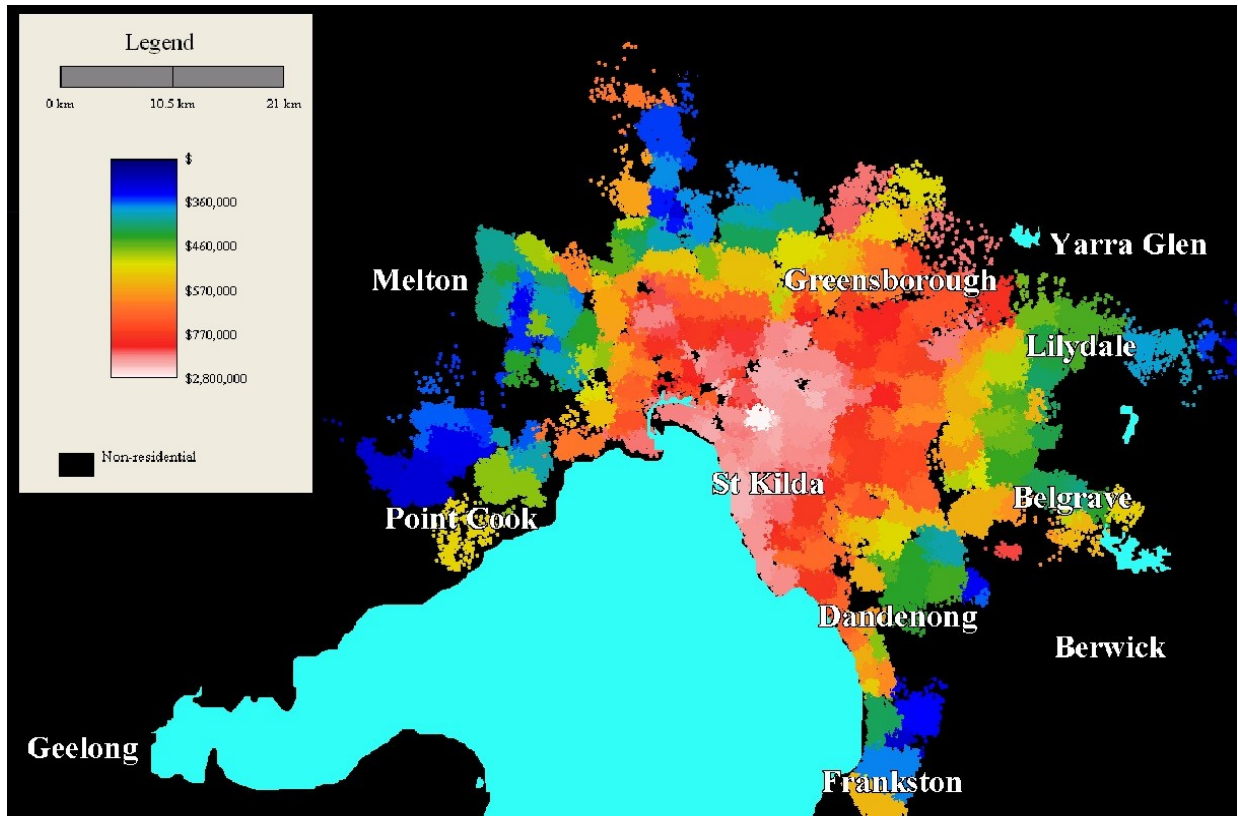 Legend
0 km 10.5 km 21 km
$
$360,000
$460,000
$570,000
$770,000
$2,800,000
Non-residential
Yarra Glen
Melton
Greensborough
Lilydale
St Kilda
Belgrave
Point Cook
Dandenong
Berwick
Geelong
Frankston